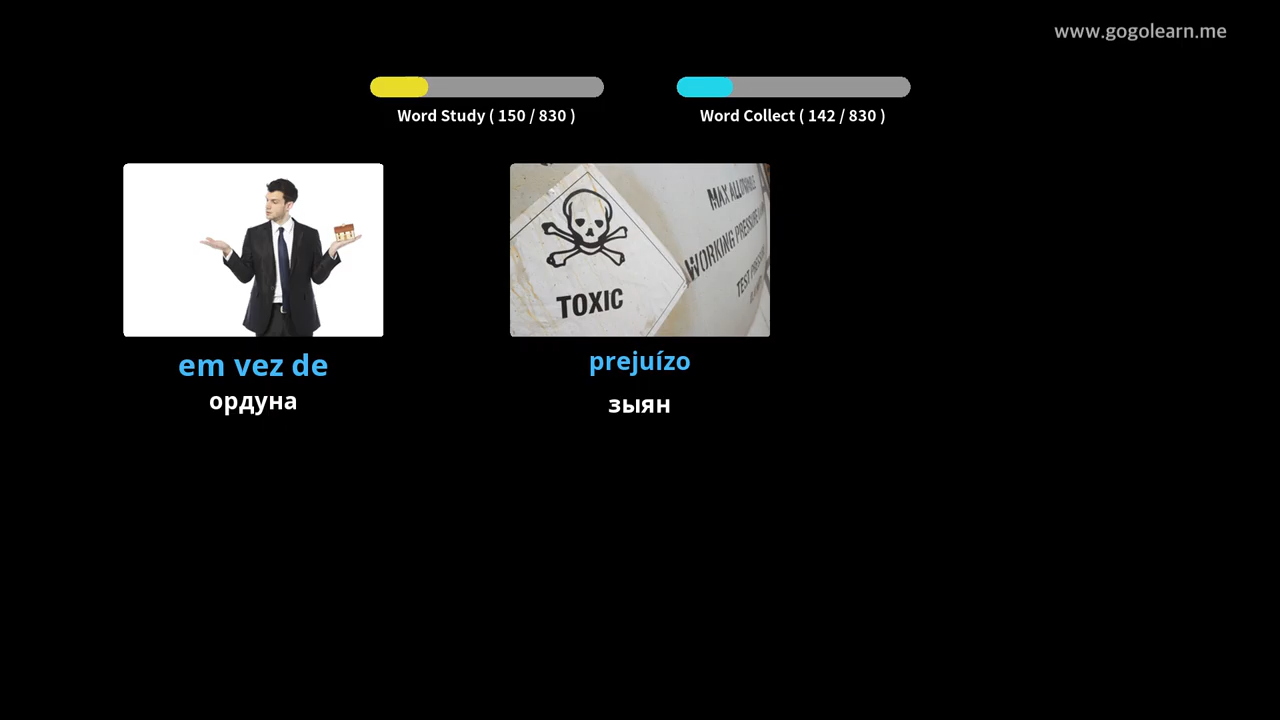 www.gogolearn.me
Word Study ( 150 / 830 )
Word Collect ( 142 / 830 )
TOXIC
MAX ALLOWABLE
WORKING PRESSURE
em vez de
ордуна
prejuízo
зыян